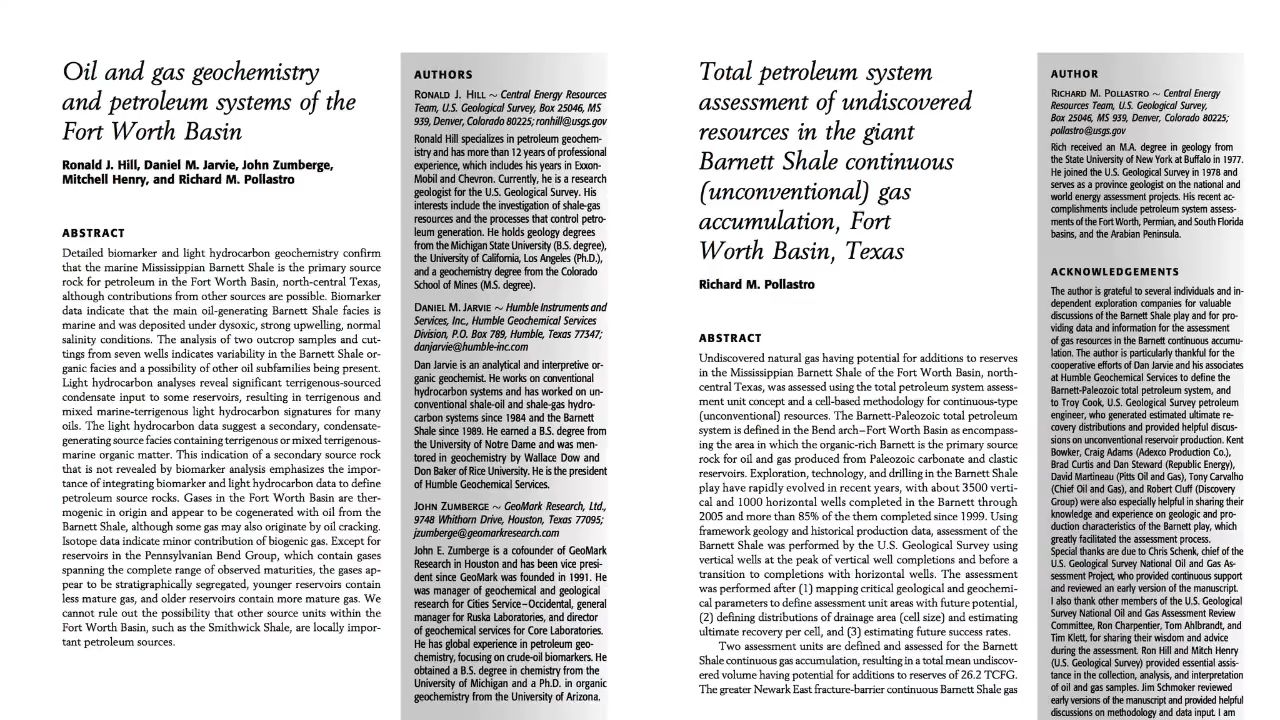 Oil and gas geochemistry
and petroleum systems of the
Fort Worth Basin
Ronald J. Hill, Daniel M. Jarvie, John Zumberge,
Mitchell Henry, and Richard M. Pollastro
ABSTRACT
Detailed biomarker and light hydrocarbon geochemistry confirm
that the marine Mississippian Barnett Shale is the primary source
rock for petroleum in the Fort Worth Basin, north-central Texas,
although contributions from other sources are possible. Biomarker
data indicate that the main oil-generating Barnett Shale facies is
marine and was deposited under dysoxic, strong upwelling, normal
salinity conditions. The analysis of two outcrop samples and cut-
tings from seven wells indicates variability in the Barnett Shale or-
ganic facies and a possibility of other oil subfamilies being present.
Light hydrocarbon analyses reveal significant terrigenous-sourced
condensate input to some reservoirs, resulting in terrigenous and
mixed marine-terrigenous light hydrocarbon signatures for many
oils. The light hydrocarbon data suggest a secondary, condensate-
generating source facies containing terrigenous or mixed terrigenous-
marine organic matter. This indication of a secondary source rock
that is not revealed by biomarker analysis emphasizes the impor-
tance of integrating biomarker and light hydrocarbon data to define
petroleum source rocks. Gases in the Fort Worth Basin are ther-
mogenic in origin and appear to be cogenerated with oil from the
Barnett Shale, although some gas may also originate by oil cracking.
Isotope data indicate minor contribution of biogenic gas. Except for
reservoirs in the Pennsylvanian Bend Group, which contain gases
spanning the complete range of observed maturities, the gases ap-
pear to be stratigraphically segregated, younger reservoirs contain
less mature gas, and older reservoirs contain more mature gas. We
cannot rule out the possibility that other source units within the
Fort Worth Basin, such as the Smithwick Shale, are locally impor-
tant petroleum sources.
AUTHORS
RONALD J. HILL ~ Central Energy Resources
Team, U.S. Geological Survey, Box 25046, MS
939, Denver, Colorado 80225; ronhill@usgs.gov
Ronald Hill specializes in petroleum geochem-
istry and has more than 12 years of professional
experience, which includes his years in Exxon-
Mobil and Chevron. Currently, he is a research
geologist for the U.S. Geological Survey. His
interests include the investigation of shale-gas
resources and the processes that control petro-
leum generation. He holds geology degrees
from the Michigan State University (B.S. degree),
the University of California, Los Angeles (Ph.D.),
and a geochemistry degree from the Colorado
School of Mines (M.S. degree).
DANIEL M. JARVIE ~ Humble Instruments and
Services, Inc., Humble Geochemical Services
Division, P.O. Box 789, Humble, Texas 77347;
danjarvie@humble-inc.com
Dan Jarvie is an analytical and interpretive or-
ganic geochemist. He works on conventional
hydrocarbon systems and has worked on un-
conventional shale-oil and shale-gas hydro-
carbon systems since 1984 and the Barnett
Shale since 1989. He earned a B.S. degree from
the University of Notre Dame and was men-
tored in geochemistry by Wallace Dow and
Don Baker of Rice University. He is the president
of Humble Geochemical Services.
JOHN ZUMBERGE ~ GeoMark Research, Ltd.,
9748 Whithorn Drive, Houston, Texas 77095;
jzumberge@geomarkresearch.com
John E. Zumberge is a cofounder of GeoMark
Research in Houston and has been vice presi-
dent since GeoMark was founded in 1991. He
was manager of geochemical and geological
research for Cities Service–Occidental, general
manager for Ruska Laboratories, and director
of geochemical services for Core Laboratories.
He has global experience in petroleum geo-
chemistry, focusing on crude-oil biomarkers. He
obtained a B.S. degree in chemistry from the
University of Michigan and a Ph.D. in organic
geochemistry from the University of Arizona.
Total petroleum system
assessment of undiscovered
resources in the giant
Barnett Shale continuous
(unconventional) gas
accumulation, Fort
Worth Basin, Texas
Richard M. Pollastro
ABSTRACT
Undiscovered natural gas having potential for additions to reserves
in the Mississippian Barnett Shale of the Fort Worth Basin, north-
central Texas, was assessed using the total petroleum system assess-
ment unit concept and a cell-based methodology for continuous-type
(unconventional) resources. The Barnett-Paleozoic total petroleum
system is defined in the Bend arch–Fort Worth Basin as encompass-
ing the area in which the organic-rich Barnett is the primary source
rock for oil and gas produced from Paleozoic carbonate and clastic
reservoirs. Exploration, technology, and drilling in the Barnett Shale
play have rapidly evolved in recent years, with about 3500 verti-
cal and 1000 horizontal wells completed in the Barnett through
2005 and more than 85% of the them completed since 1999. Using
framework geology and historical production data, assessment of the
Barnett Shale was performed by the U.S. Geological Survey using
vertical wells at the peak of vertical well completions and before a
transition to completions with horizontal wells. The assessment
was performed after (1) mapping critical geological and geochemi-
cal parameters to define assessment unit areas with future potential,
(2) defining distributions of drainage area (cell size) and estimating
ultimate recovery per cell, and (3) estimating future success rates.
Two assessment units are defined and assessed for the Barnett
Shale continuous gas accumulation, resulting in a total mean undiscov-
ered volume having potential for additions to reserves of 26.2 TCFG.
The greater Newark East fracture-barrier continuous Barnett Shale gas
AUTHOR
RICHARD M. POLLASTRO ~ Central Energy
Resources Team, U.S. Geological Survey,
Box 25046, MS 939, Denver, Colorado 80225;
pollastro@usgs.gov
Rich received an M.A. degree in geology from
the State University of New York at Buffalo in 1977.
He joined the U.S. Geological Survey in 1978 and
serves as a province geologist on the national and
world energy assessment projects. His recent ac-
complishments include petroleum system assess-
ments of the Fort Worth, Permian, and South Florida
basins, and the Arabian Peninsula.
ACKNOWLEDGEMENTS
The author is grateful to several individuals and in-
dependent exploration companies for valuable
discussions of the Barnett Shale play and for pro-
viding data and information for the assessment
of gas resources in the Barnett continuous accumu-
lation. The author is particularly thankful for the
cooperative efforts of Dan Jarvie and his associates
at Humble Geochemical Services to define the
Barnett-Paleozoic total petroleum system, and
to Troy Cook, U.S. Geological Survey petroleum
engineer, who generated estimated ultimate re-
covery distributions and provided helpful discus-
sions on unconventional reservoir production. Kent
Bowker, Craig Adams (Adexco Production Co.),
Brad Curtis and Dan Steward (Republic Energy),
David Martineau (Pitts Oil and Gas), Tony Carvalho
(Chief Oil and Gas), and Robert Cluff (Discovery
Group) were also especially helpful in sharing their
knowledge and experience on geologic and pro-
duction characteristics of the Barnett play, which
greatly facilitated the assessment process.
Special thanks are due to Chris Schenk, chief of the
U.S. Geological Survey National Oil and Gas As-
sessment Project, who provided continuous support
and reviewed an early version of the manuscript.
I also thank other members of the U.S. Geological
Survey National Oil and Gas Assessment Review
Committee, Ron Charpentier, Tom Ahlbrandt, and
Tim Klett, for sharing their wisdom and advice
during the assessment. Ron Hill and Mitch Henry
(U.S. Geological Survey) provided essential assis-
tance in the collection, analysis, and interpretation
of oil and gas samples. Jim Schmoker reviewed
early versions of the manuscript and provided helpful
discussions on methodology and data input. I am